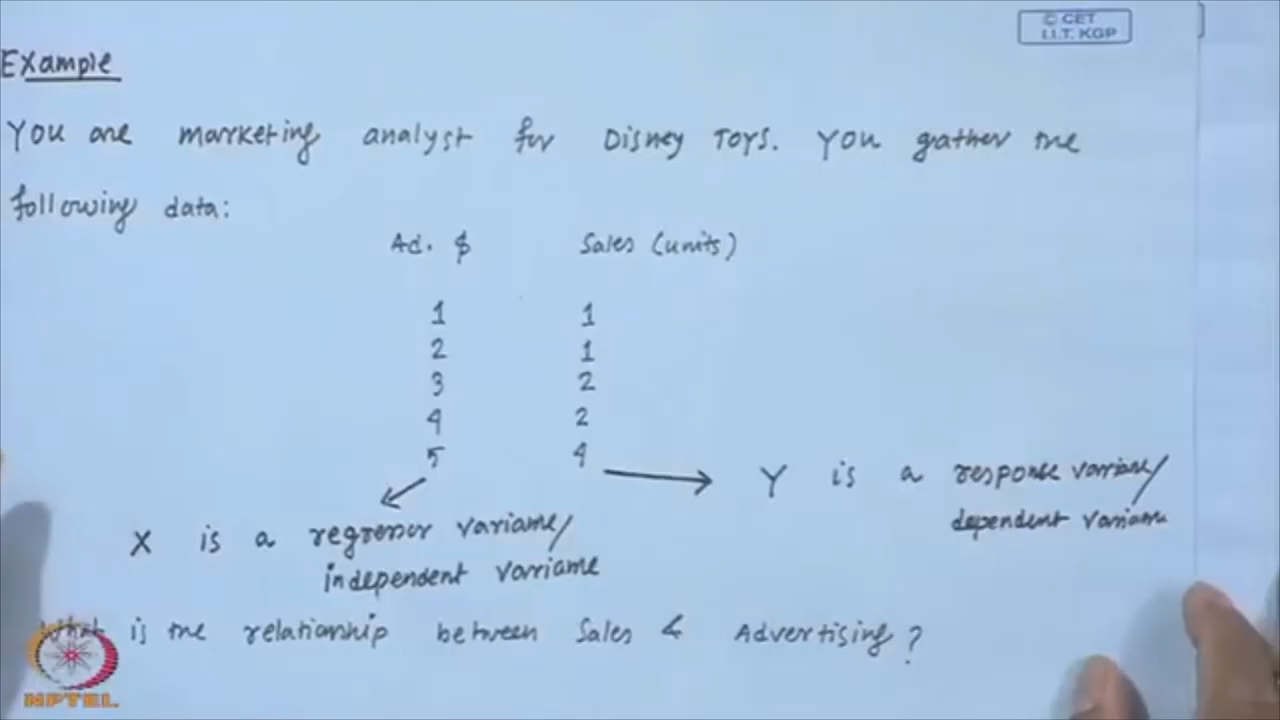 © CET
I.I.T. KGP
Example
You are marketing analyst for Disney Toys. You gather the
following data:
Ad. $ Sales (units)
1 1
2 1
3 2
4 2
5 4
Y is a response variable/
dependent variable
X is a regressor variable/
independent variable
What is the relationship between Sales & Advertising?
NPTEL